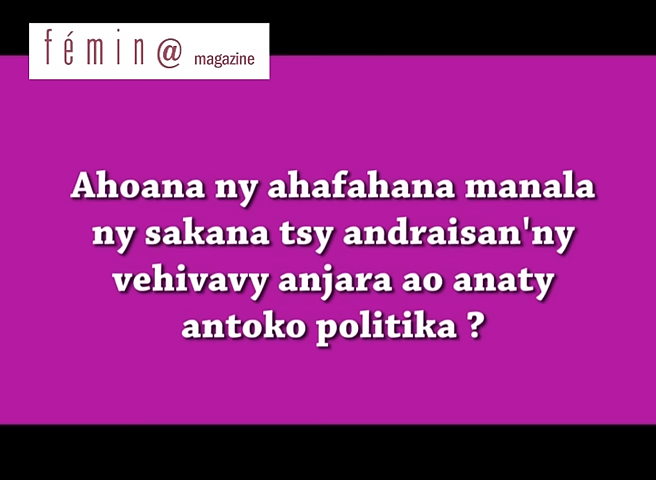 fémin@ magazine
Ahoana ny ahafahana manala
ny sakana tsy andraisan'ny
vehivavy anjara ao anaty
antoko politika ?